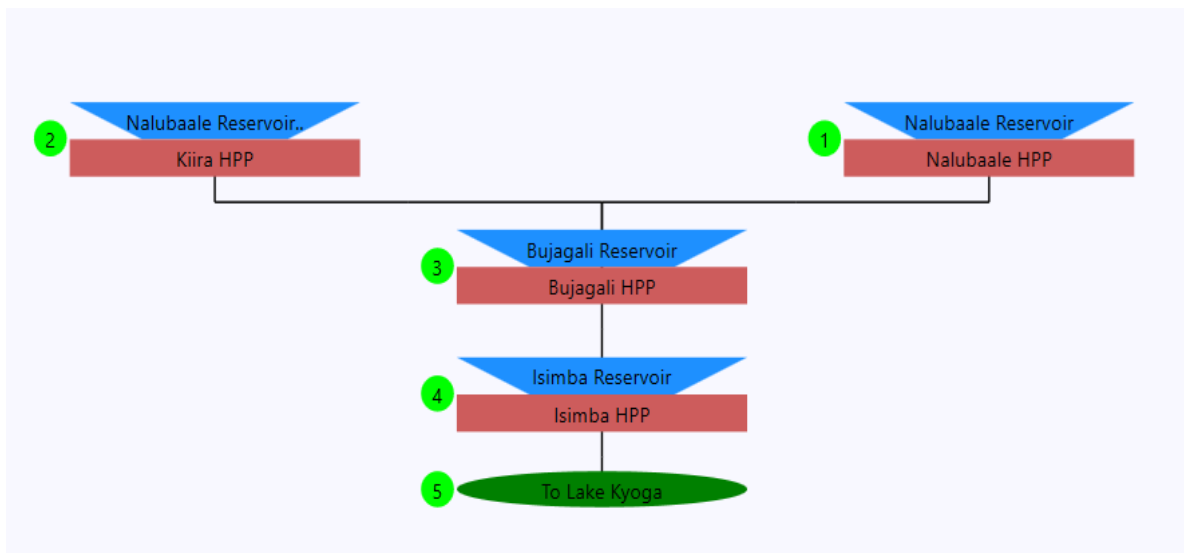 2
Nalubaale Reservoir..
Kiira HPP
1
Nalubaale Reservoir
Nalubaale HPP
3
Bujagali Reservoir
Bujagali HPP
4
Isimba Reservoir
Isimba HPP
5
To Lake Kyoga